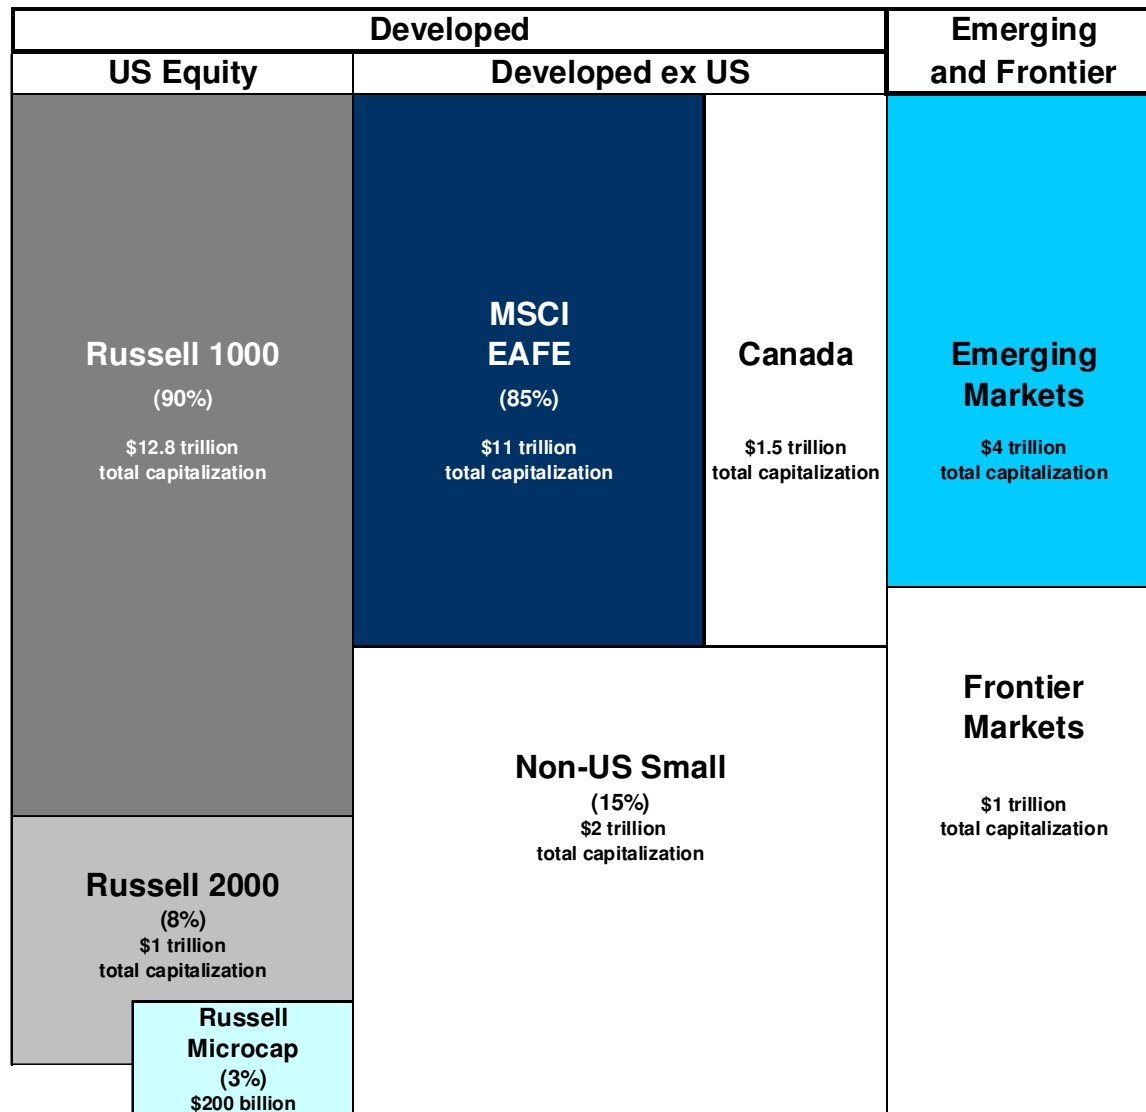 Developed
Emerging
and Frontier
US Equity
Developed ex US
Russell 1000
(90%)
$12.8 trillion
total capitalization
MSCI
EAFE
(85%)
$11 trillion
total capitalization
Canada
$1.5 trillion
total capitalization
Emerging
Markets
$4 trillion
total capitalization
Frontier
Markets
$1 trillion
total capitalization
Non-US Small
(15%)
$2 trillion
total capitalization
Russell 2000
(8%)
$1 trillion
total capitalization
Russell
Microcap
(3%)
$200 billion